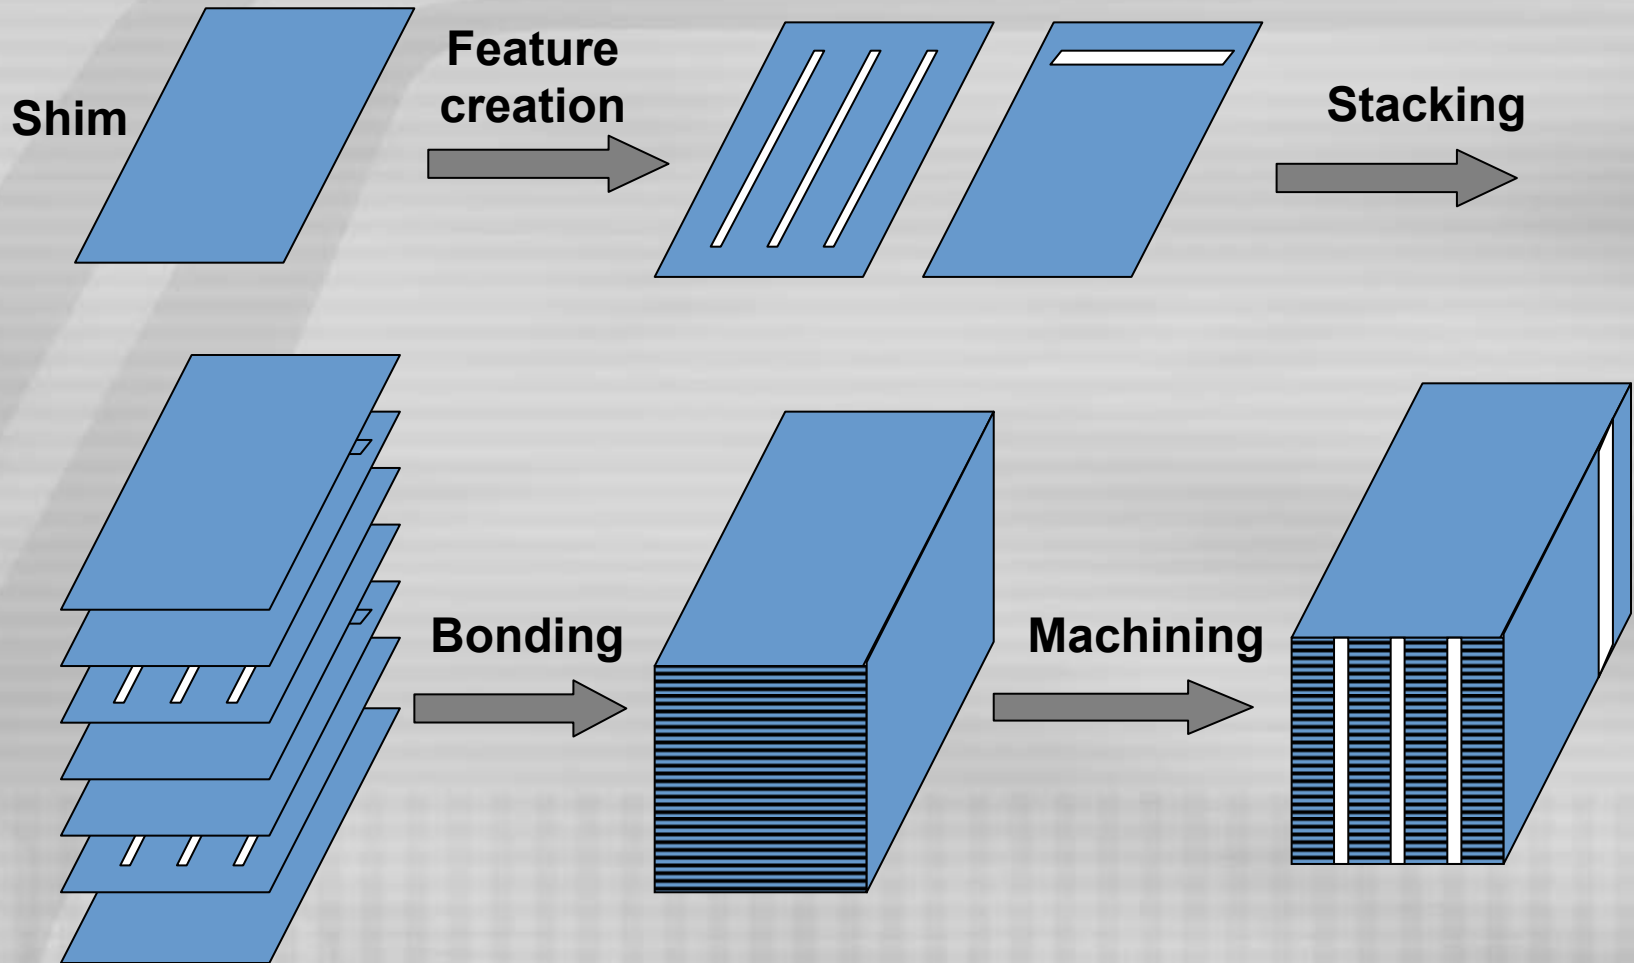 Shim
Feature
creation
Stacking
Bonding
Machining